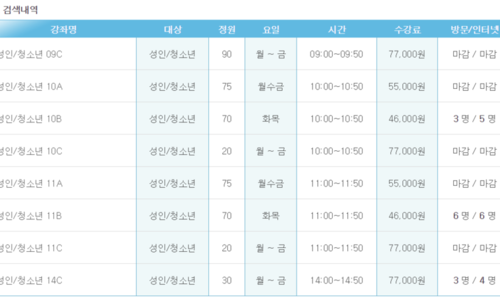 검색내역
강좌명 대상 정원 요일 시간 수강료 방문/인터넷
성인/청소년 09C 성인/청소년 90 월 ~ 금 09:00~09:50 77.000원 마감 / 마감
성인/청소년 10A 성인/청소년 75 월수금 10:00~10:50 55.000원 마감 / 마감
성인/청소년 10B 성인/청소년 70 화목 10:00~10:50 46.000원 3 명 / 5 명
성인/청소년 10C 성인/청소년 20 월 ~ 금 10:00~10:50 77.000원 마감 / 마감
성인/청소년 11A 성인/청소년 75 월수금 11:00~11:50 55.000원 마감 / 마감
성인/청소년 11B 성인/청소년 70 화목 11:00~11:50 46.000원 6 명 / 6 명
성인/청소년 11C 성인/청소년 20 월 ~ 금 11:00~11:50 77.000원 마감 / 마감
성인/청소년 14C 성인/청소년 30 월 ~ 금 14:00~14:50 77.000원 3 명 / 4 명